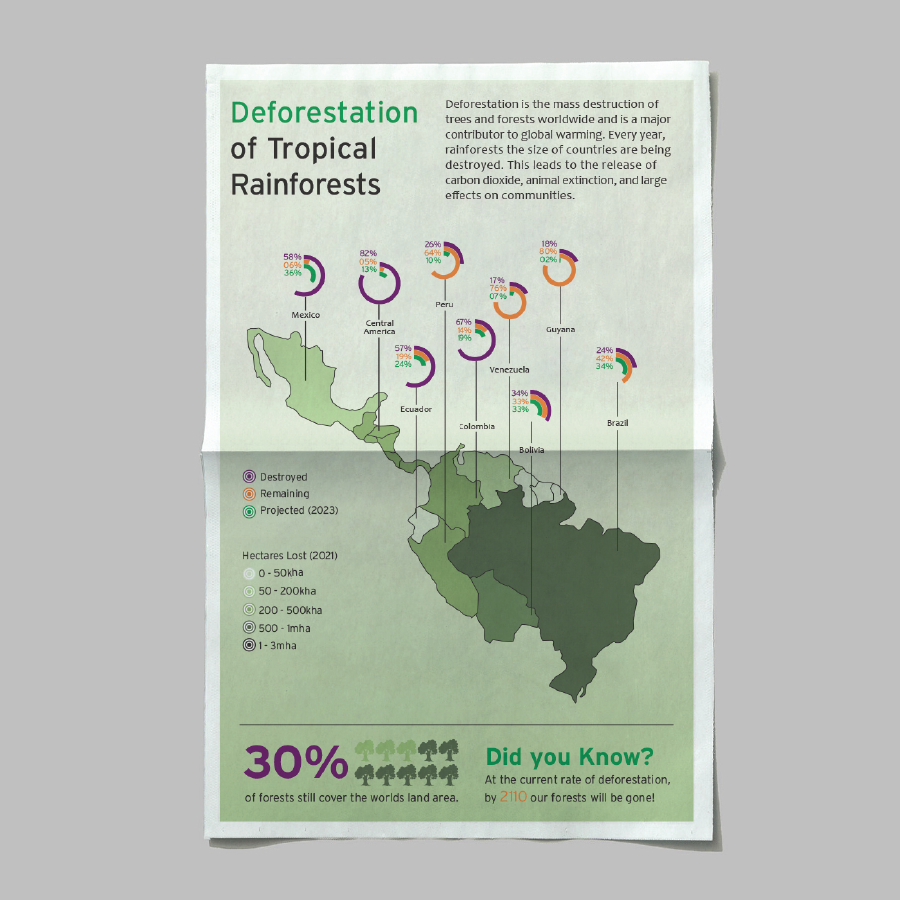 Deforestation
of Tropical
Rainforests
Deforestation is the mass destruction of
trees and forests worldwide and is a major
contributor to global warming. Every year,
rainforests the size of countries are being
destroyed. This leads to the release of
carbon dioxide, animal extinction, and large
effects on communities.
58%
06%
36%
Mexico
82%
05%
13%
Central
America
26%
64%
10%
Peru
17%
76%
07%
Venezuela
18%
80%
02%
Guyana
57%
19%
24%
Ecuador
67%
14%
19%
Colombia
34%
33%
33%
Bolivia
24%
42%
34%
Brazil
Destroyed
Remaining
Projected (2023)
Hectares Lost (2021)
0 - 50kha
50 - 200kha
200 - 500kha
500 - 1mha
1 - 3mha
30%
of forests still cover the worlds land area.
Did you Know?
At the current rate of deforestation,
by 2110 our forests will be gone!